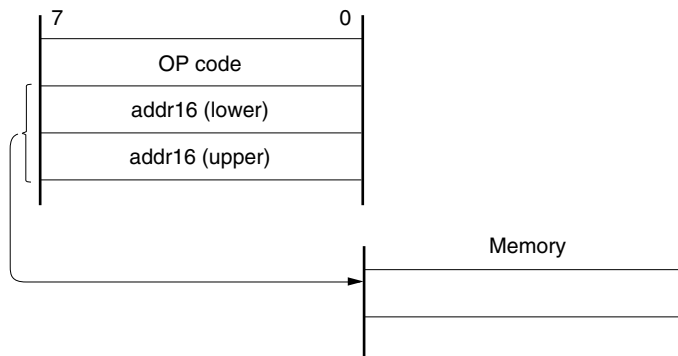 7 0
OP code
addr16 (lower)
addr16 (upper)
Memory